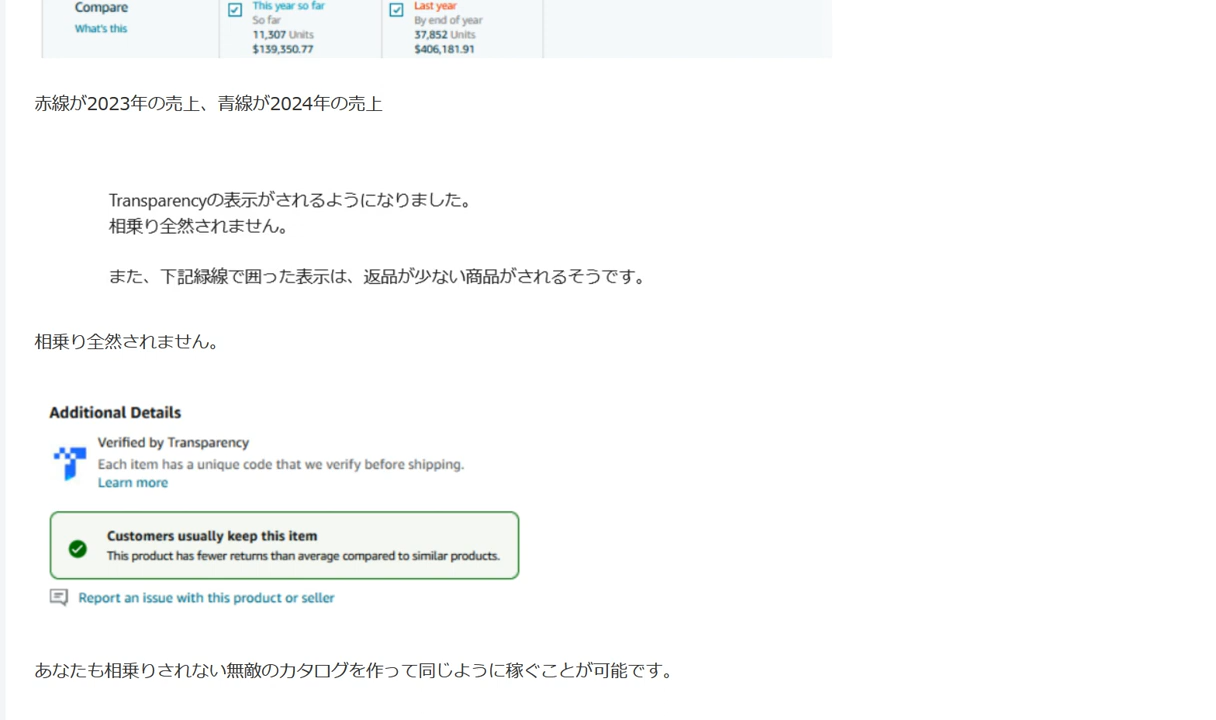 Compare
What's this
This year so far
So far
11,307 Units
$139,350.77
Last year
By end of year
37,852 Units
$406,181.91
赤線が2023年の売上、青線が2024年の売上
Transparencyの表示がされるようになりました。
相乗り全然されません。
また、下記緑線で囲った表示は、返品が少ない商品がされるそうです。
相乗り全然されません。
Additional Details
Verified by Transparency
Each item has a unique code that we verify before shipping.
Learn more
Customers usually keep this item
This product has fewer returns than average compared to similar products.
Report an issue with this product or seller
あなたも相乗りされない無敵のカタログを作って同じように稼ぐことが可能です。